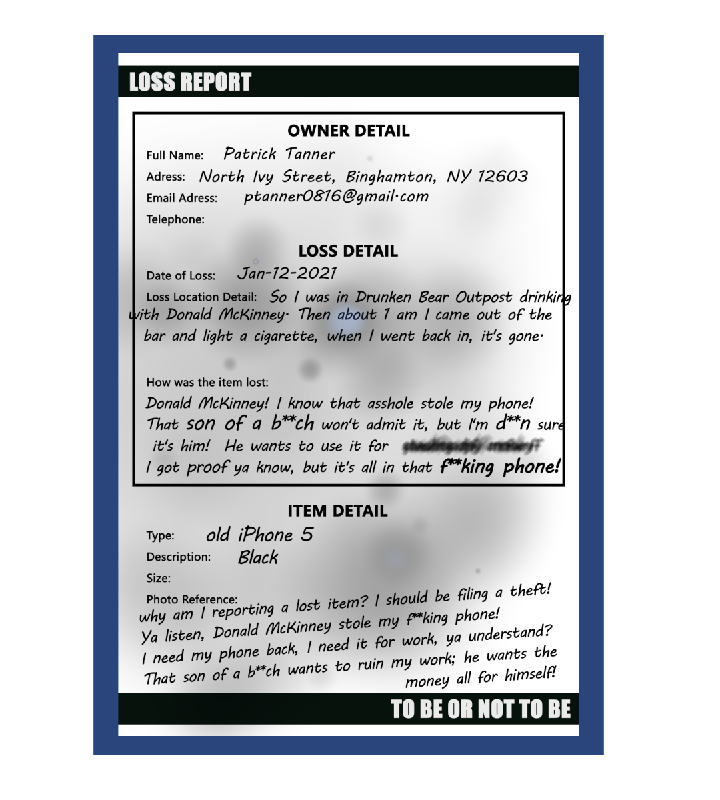 LOSS REPORT
OWNER DETAIL
Full Name: Patrick Tanner
Adress: North Ivy Street, Binghamton, NY 12603
Email Adress: ptanner0816@gmail.com
Telephone:
LOSS DETAIL
Date of Loss: Jan-12-2021
Loss Location Detail: So I was in Drunken Bear Outpost drinking
with Donald McKinney. Then about 1 am I came out of the
bar and light a cigarette, when I went back in, it's gone.
How was the item lost:
Donald McKinney! I know that asshole stole my phone!
That son of a b**ch won't admit it, but I'm d**n sure
it's him! He wants to use it for
I got proof ya know, but it's all in that f**king phone!
ITEM DETAIL
Type: old iPhone 5
Description: Black
Size:
Photo Reference:
why am I reporting a lost item? I should be filing a theft!
Ya listen, Donald McKinney stole my f**king phone!
I need my phone back, I need it for work, ya understand?
That son of a b**ch wants to ruin my work; he wants the
money all for himself!
TO BE OR NOT TO BE